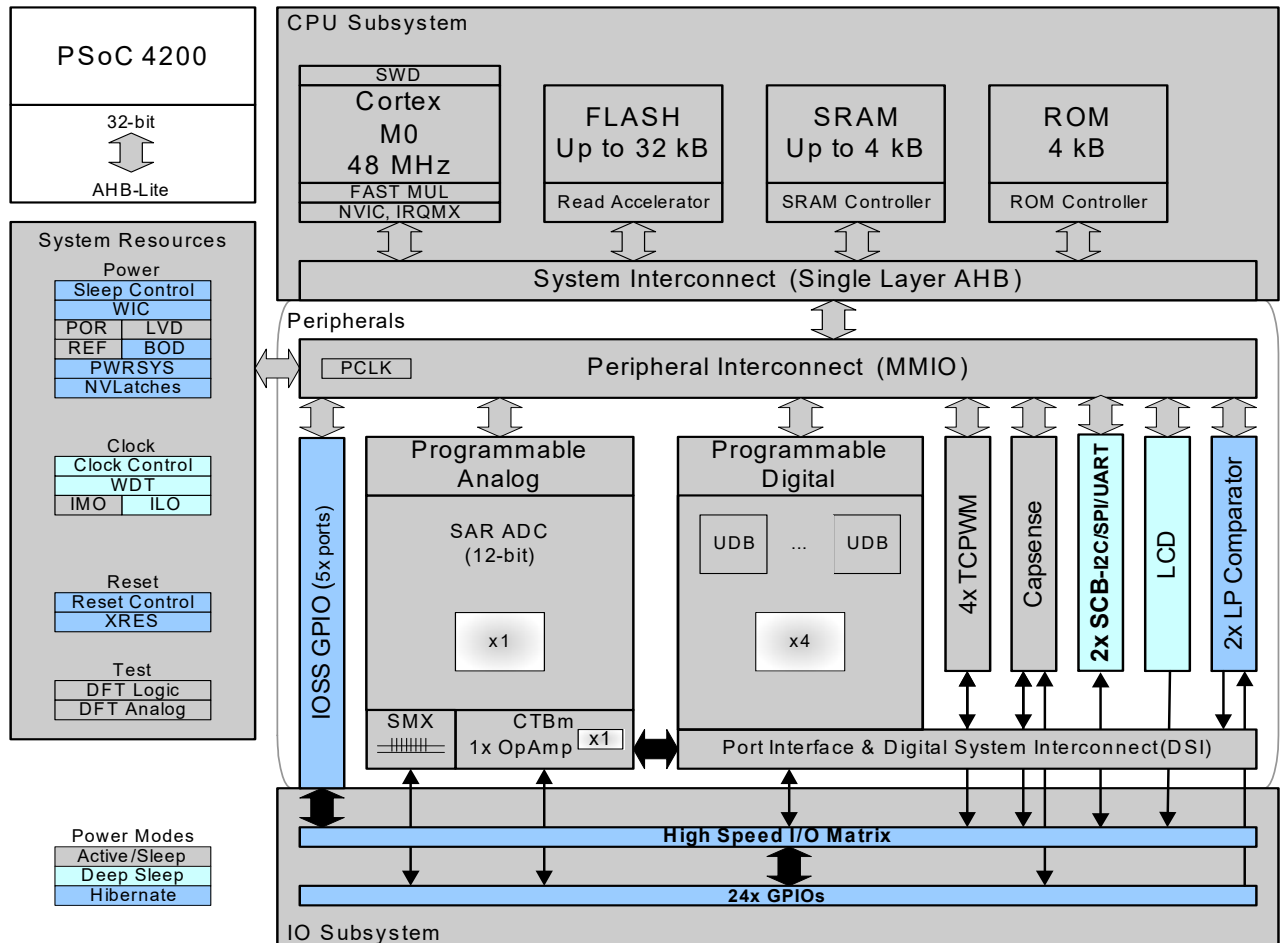 PSoC 4200
32-bit
AHB-Lite
CPU Subsystem
SWD
Cortex
M0
48 MHz
FAST MUL
NVIC, IRQMX
FLASH
Up to 32 kB
Read Accelerator
SRAM
Up to 4 kB
SRAM Controller
ROM
4 kB
ROM Controller
System Interconnect (Single Layer AHB)
System Resources
Power
Sleep Control
WIC
POR LVD
REF BOD
PWRSYS
NVLatches
Clock
Clock Control
WDT
IMO ILO
Reset
Reset Control
XRES
Test
DFT Logic
DFT Analog
Peripherals
PCLK
Peripheral Interconnect (MMIO)
IOSS GPIO (5x ports)
Programmable
Analog
SAR ADC
(12-bit)
x1
SMX
CTBm
1x OpAmp
x1
Programmable
Digital
UDB ... UDB
x4
4x TCPWM
Capsense
2x SCB-I2C/SPI/UART
LCD
2x LP Comparator
Port Interface & Digital System Interconnect(DSI)
Power Modes
Active/Sleep
Deep Sleep
Hibernate
High Speed I/O Matrix
24x GPIOs
IO Subsystem